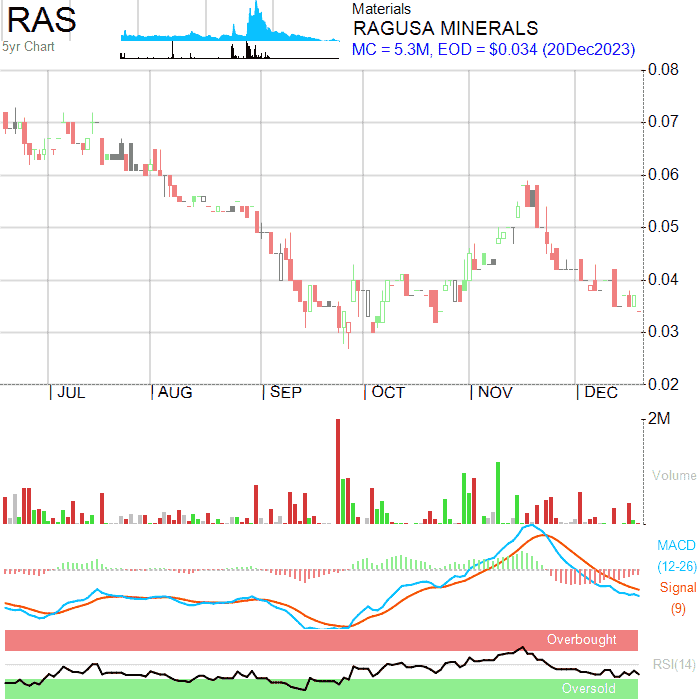 RAS
5yr Chart
Materials
RAGUSA MINERALS
MC = 5.3M, EOD = $0.034 (20Dec2023)
0.08
0.07
0.06
0.05
0.04
0.03
0.02
JUL AUG SEP OCT NOV DEC
2M
Volume
MACD
(12-26)
Signal
(9)
Overbought
RSI(14)
Oversold